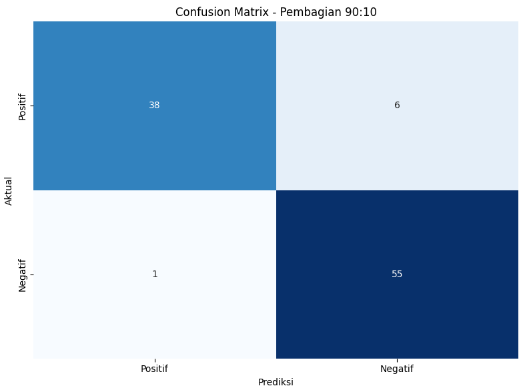 Confusion Matrix - Pembagian 90:10
Positif
38
6
Aktual
Negatif
1
55
Positif
Negatif
Prediksi